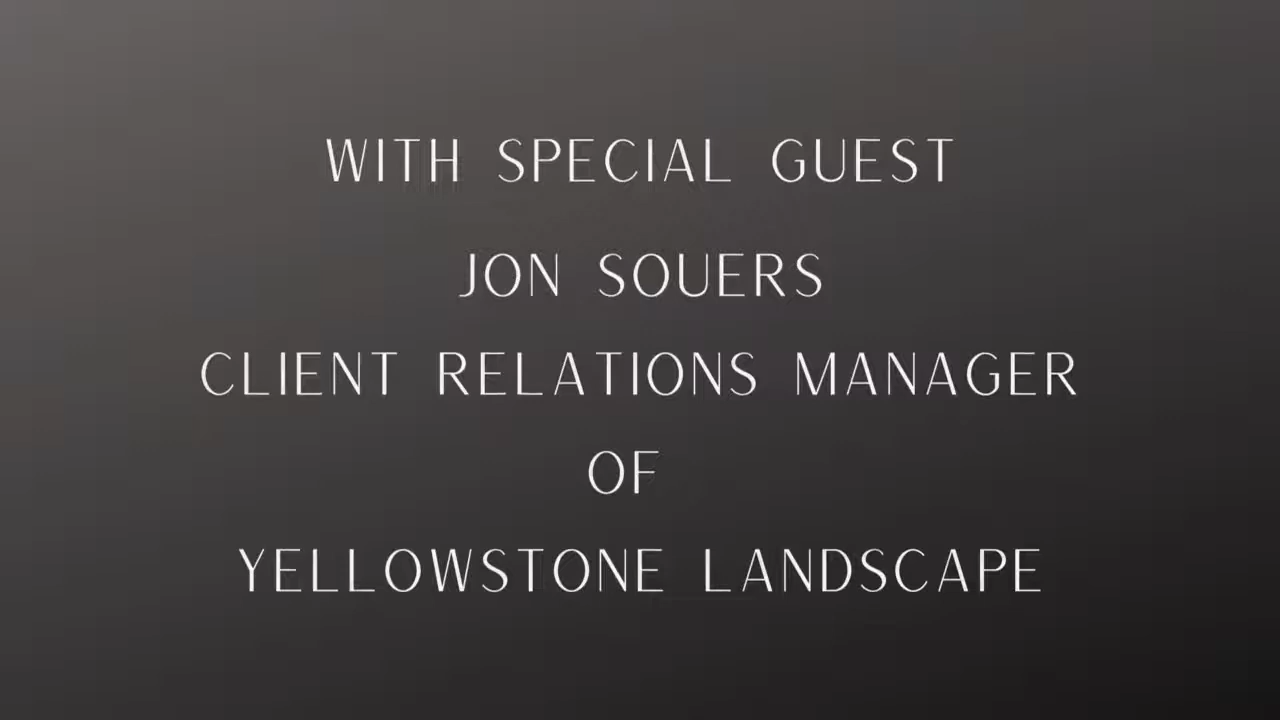 WITH SPECIAL GUEST
JON SOUERS
CLIENT RELATIONS MANAGER
OF
YELLOWSTONE LANDSCAPE